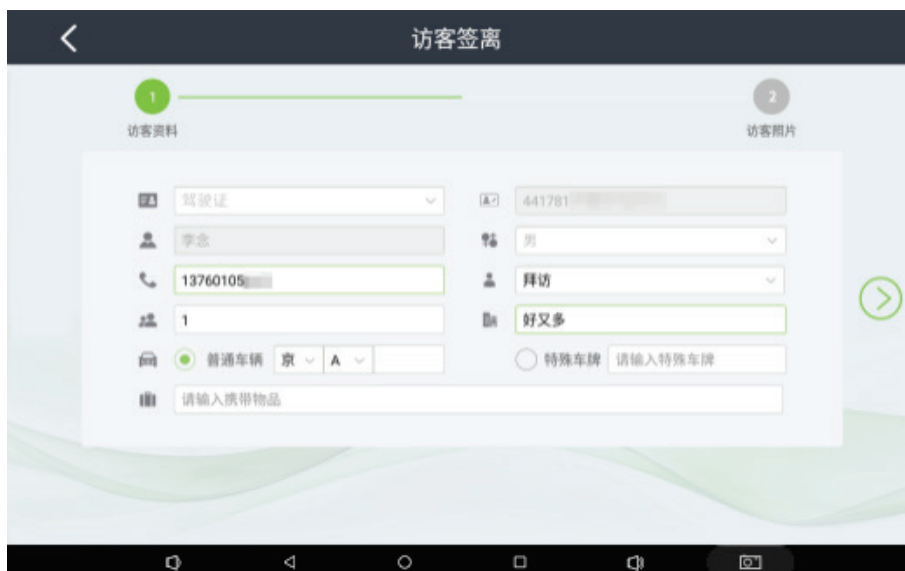 访客签离
1 2
访客资料 访客照片
驾驶证 441781
李念 男
13760105 拜访
1 好又多
普通车辆 京 A 特殊车牌 请输入特殊车牌
请输入携带物品